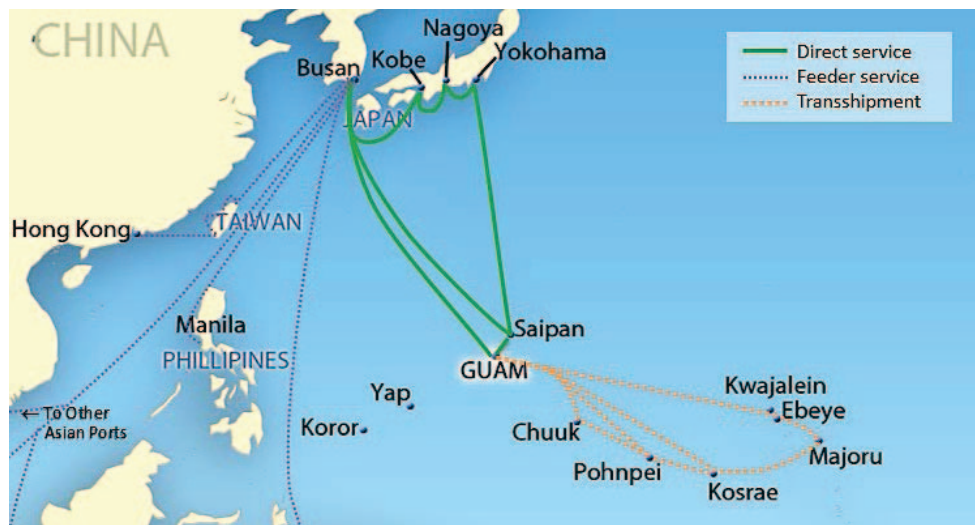 CHINA
Nagoya
Kobe
Yokohama
Busan
JAPAN
Direct service
Feeder service
Transshipment
TAIWAN
Hong Kong
Manila
PHILLIPINES
Saipan
GUAM
Yap
Koror
← To Other
Asian Ports
Kwajalein
Ebeye
Chuuk
Majoru
Pohnpei
Kosrae